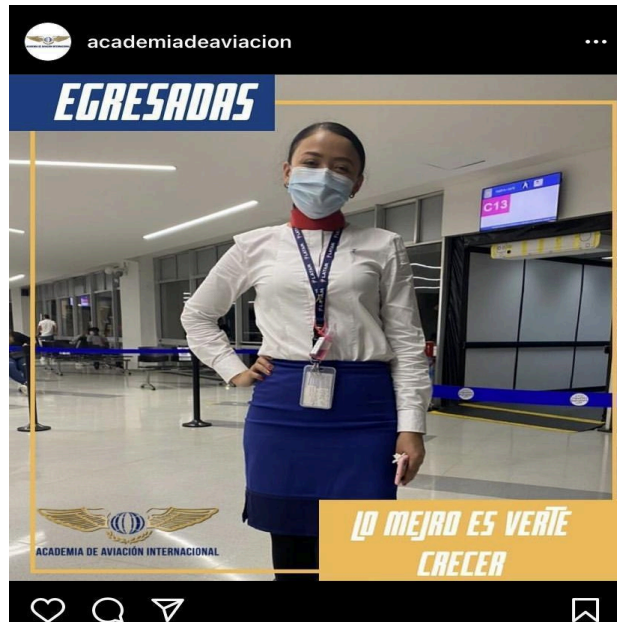 academiadeaviacion
EGRESADAS
C13
ACADEMIA DE AVIACIÓN INTERNACIONAL
LO MEJRO ES VERTE
CRECER